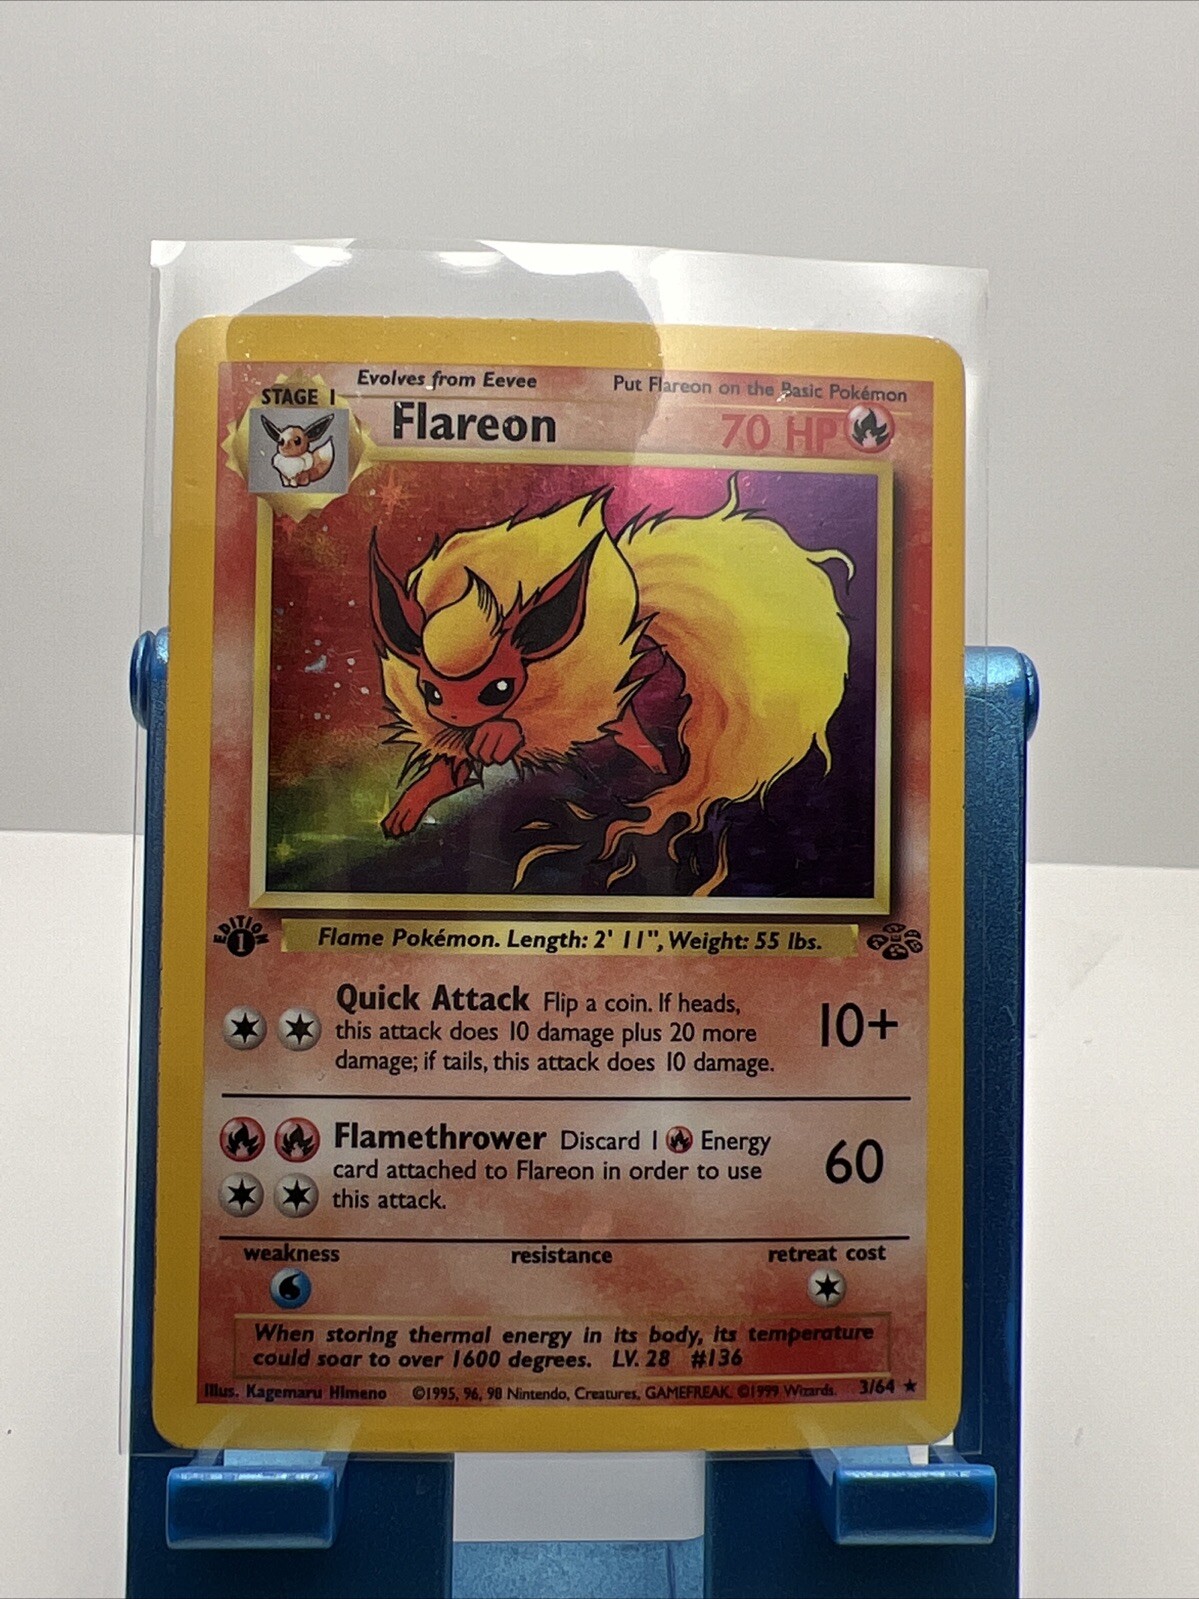 Evolves from Eevee
Put Flareon on the Basic Pokémon
STAGE 1
Flareon
70 HP
EDITION
1
Flame Pokémon. Length: 2' 11", Weight: 55 lbs.
Quick Attack Flip a coin. If heads,
this attack does 10 damage plus 20 more
damage; if tails, this attack does 10 damage.
10+
Flamethrower Discard 1 Energy
card attached to Flareon in order to use
this attack.
60
weakness
resistance
retreat cost
When storing thermal energy in its body, its temperature
could soar to over 1600 degrees. LV. 28 #136
Illus. Kagemaru Himeno ©1995, 96, 98 Nintendo, Creatures, GAMEFREAK. ©1999 Wizards. 3/64 ★